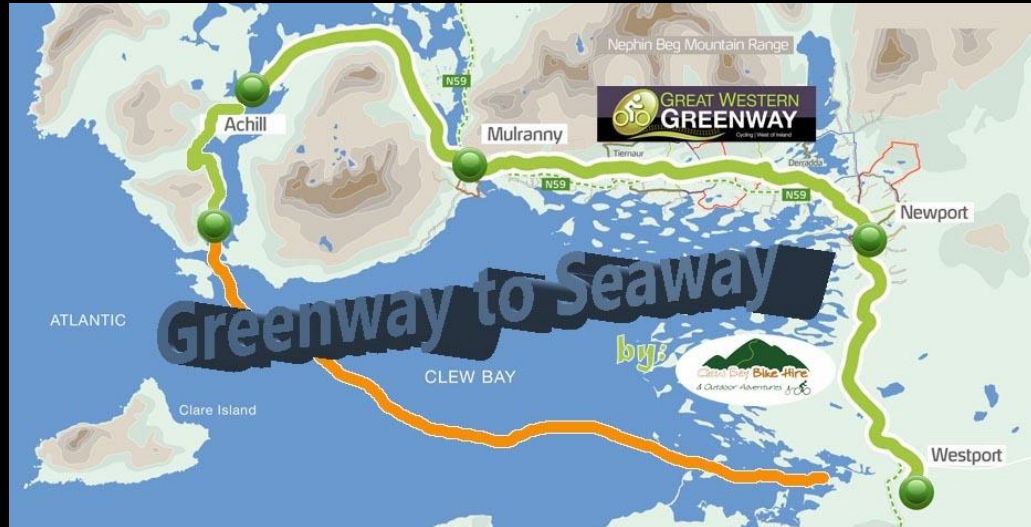 Nephin Beg Mountain Range
N59
GREAT WESTERN
GREENWAY
Cycling | West of Ireland
Achill
Mulranny
Tiernaur
Derradda
N59
N59
Newport
Greenway to Seaway
ATLANTIC
by:
Clew Bay Bike Hire
& Outdoor Adventures
CLEW BAY
Clare Island
Westport